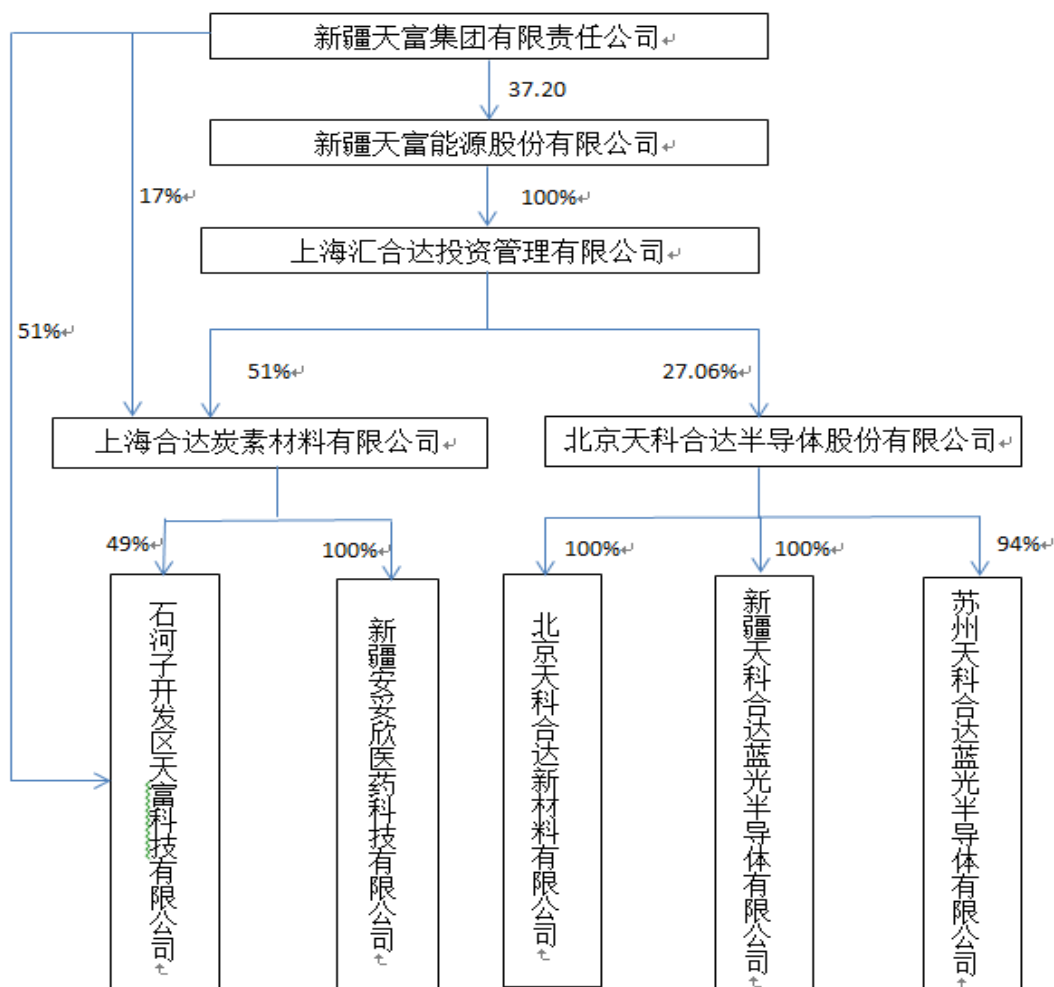 新疆天富集团有限责任公司
37.20
新疆天富能源股份有限公司
17%
100%
上海汇合达投资管理有限公司
51%
51%
27.06%
上海合达炭素材料有限公司
北京天科合达半导体股份有限公司
49%
100%
100%
100%
94%
石河子开发区天富科技有限公司
新疆安妥欣医药科技有限公司
北京天科合达新材料有限公司
新疆天科合达蓝光半导体有限公司
苏州天科合达蓝光半导体有限公司